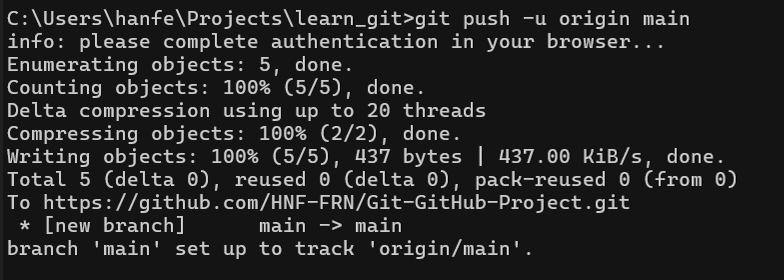 C:\Users\hanfe\Projects\learn_git>git push -u origin main
info: please complete authentication in your browser...
Enumerating objects: 5, done.
Counting objects: 100% (5/5), done.
Delta compression using up to 20 threads
Compressing objects: 100% (2/2), done.
Writing objects: 100% (5/5), 437 bytes | 437.00 KiB/s, done.
Total 5 (delta 0), reused 0 (delta 0), pack-reused 0 (from 0)
To https://github.com/HNF-FRN/Git-GitHub-Project.git
 * [new branch]      main -> main
branch 'main' set up to track 'origin/main'.